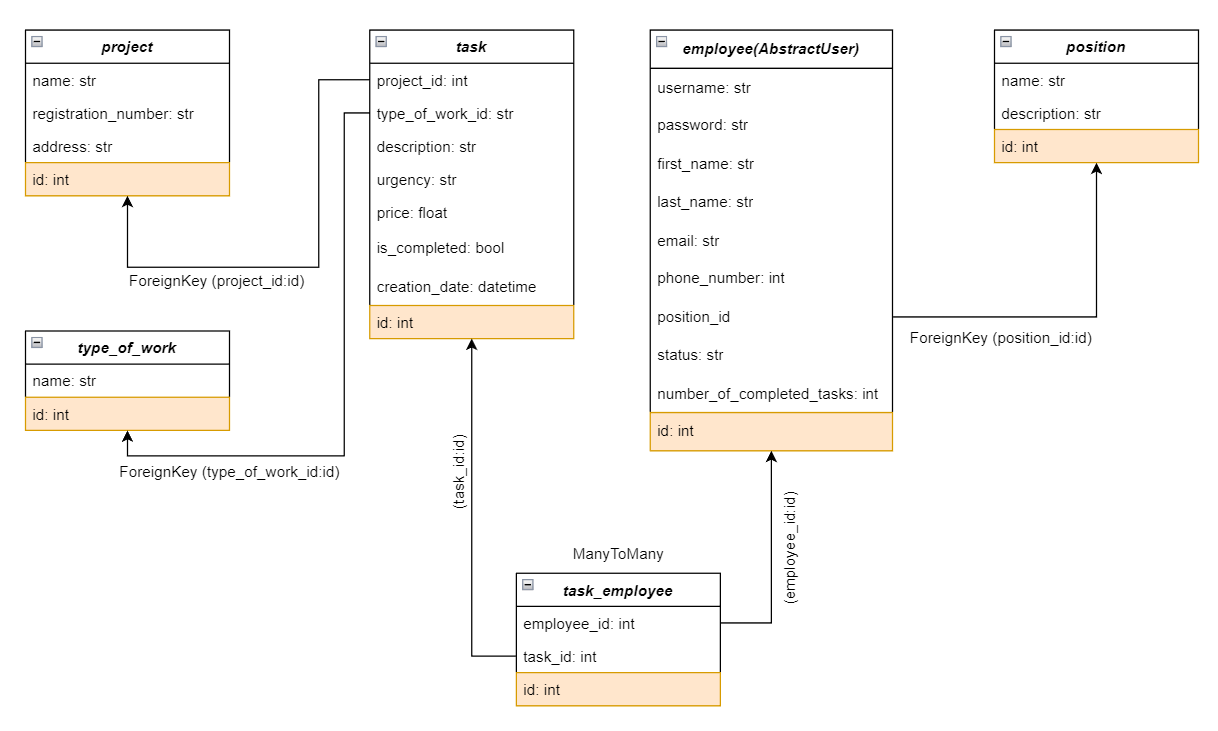 project
name: str
registration_number: str
address: str
id: int
ForeignKey (project_id:id)
type_of_work
name: str
id: int
ForeignKey (type_of_work_id:id)
task
project_id: int
type_of_work_id: str
description: str
urgency: str
price: float
is_completed: bool
creation_date: datetime
id: int
(task_id:id)
employee(AbstractUser)
username: str
password: str
first_name: str
last_name: str
email: str
phone_number: int
position_id
status: str
number_of_completed_tasks: int
id: int
(employee_id:id)
position
name: str
description: str
id: int
ForeignKey (position_id:id)
ManyToMany
task_employee
employee_id: int
task_id: int
id: int